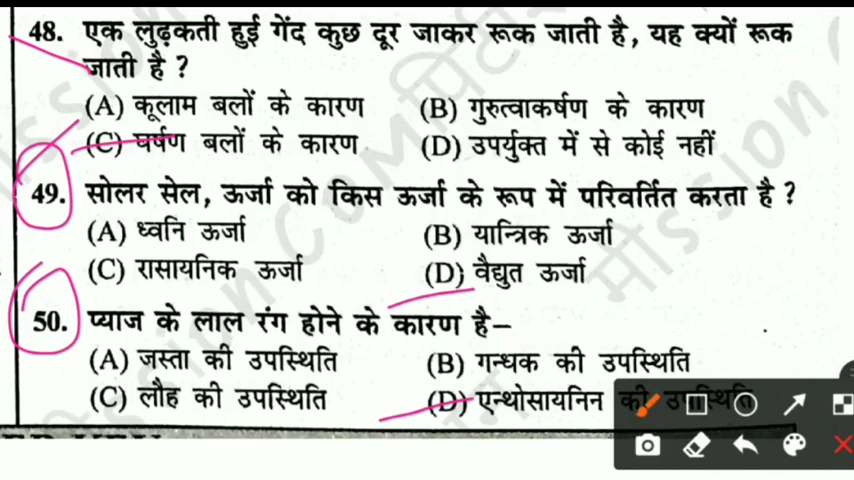 48. एक लुढ़कती हुई गेंद कुछ दूर जाकर रूक जाती है, यह क्यों रूक
जाती है ?
(A) कूलाम बलों के कारण (B) गुरुत्वाकर्षण के कारण
(C) घर्षण बलों के कारण (D) उपर्युक्त में से कोई नहीं
49. सोलर सेल, ऊर्जा को किस ऊर्जा के रूप में परिवर्तित करता है ?
(A) ध्वनि ऊर्जा (B) यान्त्रिक ऊर्जा
(C) रासायनिक ऊर्जा (D) वैद्युत ऊर्जा
50. प्याज के लाल रंग होने के कारण है–
(A) जस्ता की उपस्थिति (B) गन्धक की उपस्थिति
(C) लौह की उपस्थिति (D) एन्थोसायनिन की उपस्थिति